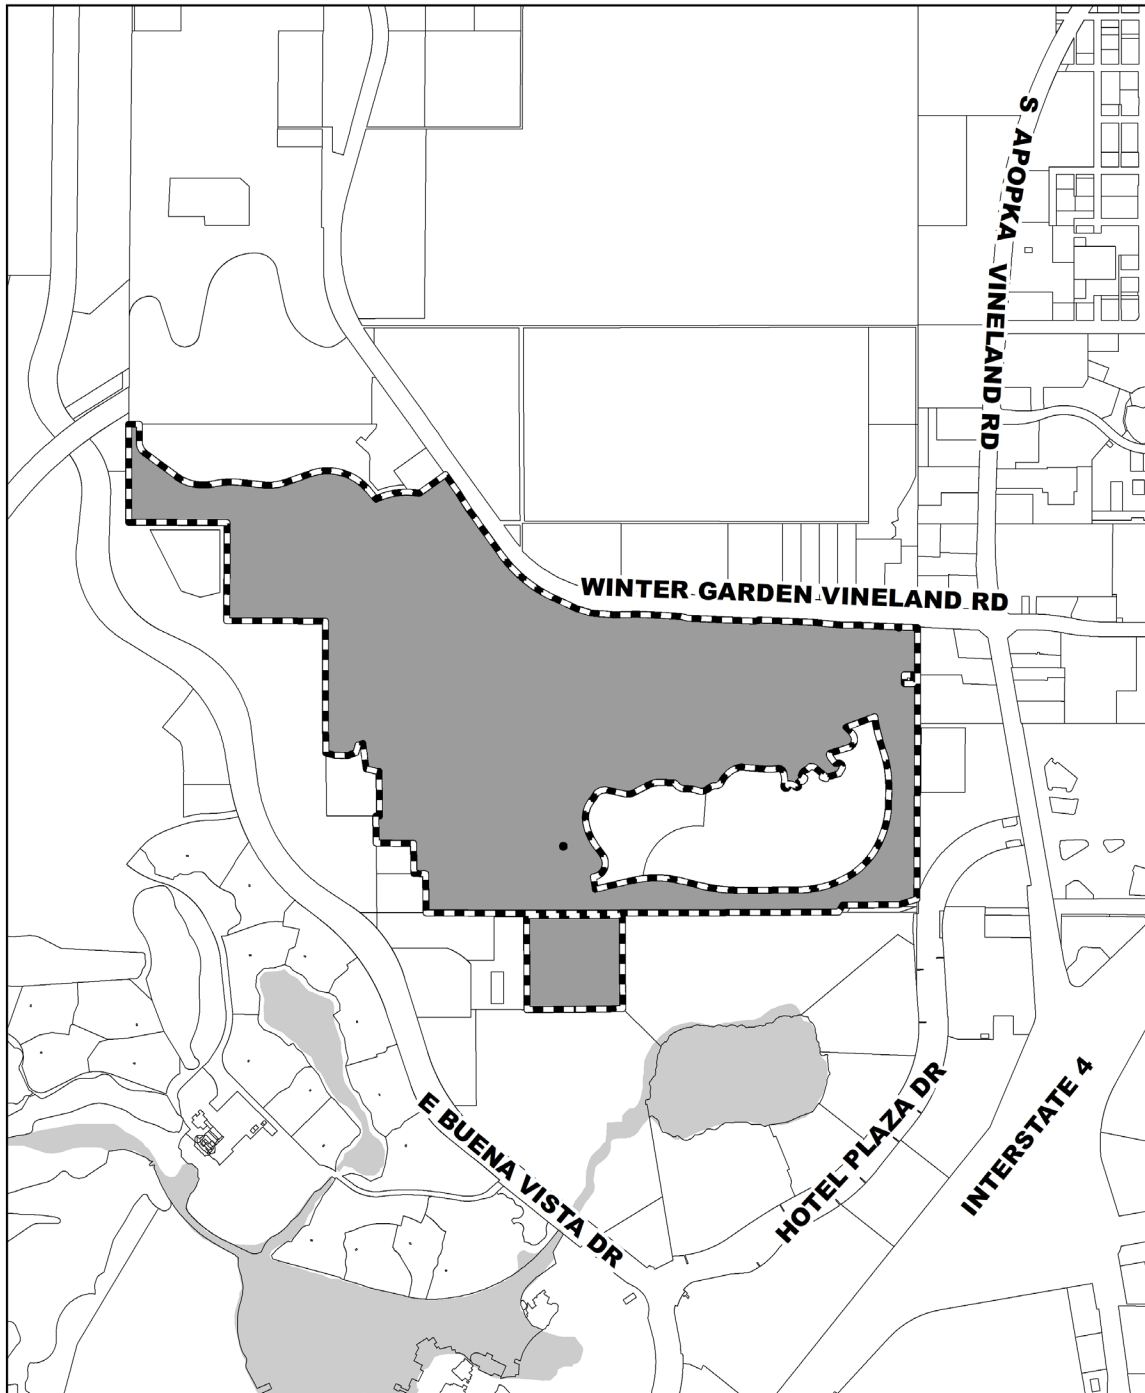 S APOPKA VINELAND RD
WINTER GARDEN VINELAND RD
E BUENA VISTA DR
HOTEL PLAZA DR
INTERSTATE 4